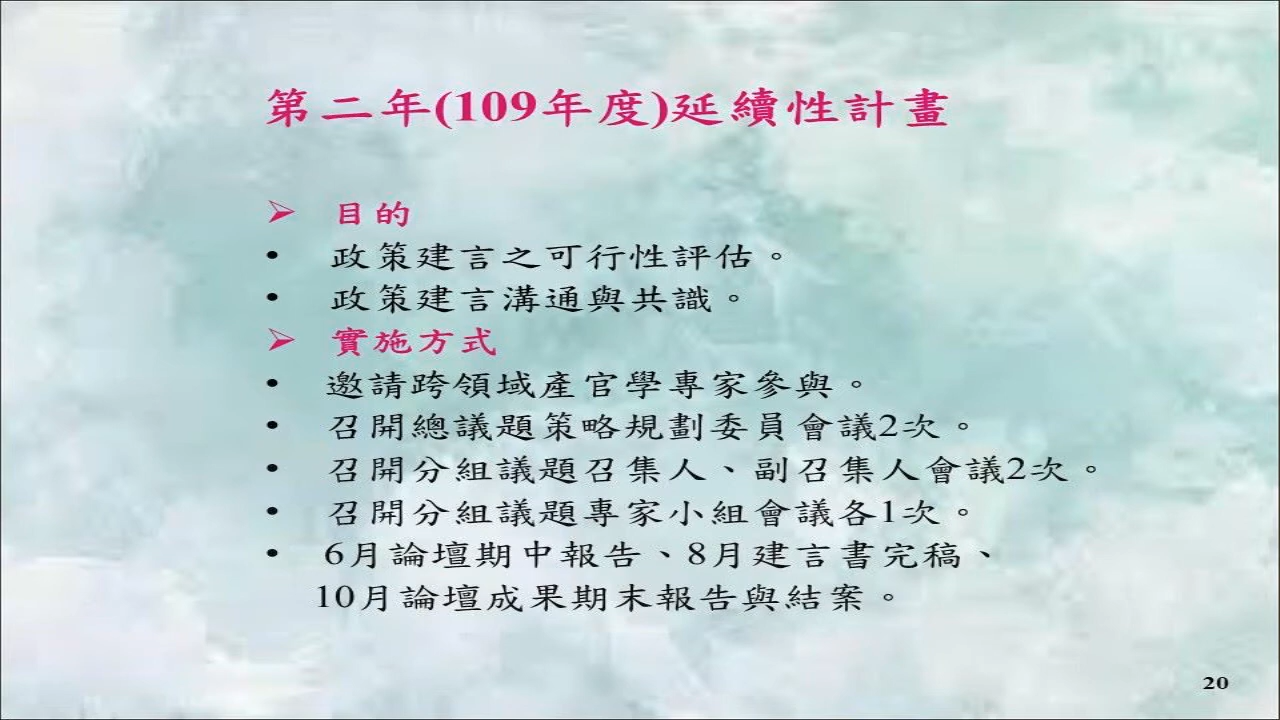 第二年(109年度)延續性計畫
➢ 目的
• 政策建言之可行性評估。
• 政策建言溝通與共識。
➢ 實施方式
• 邀請跨領域產官學專家參與。
• 召開總議題策略規劃委員會議2次。
• 召開分組議題召集人、副召集人會議2次。
• 召開分組議題專家小組會議各1次。
• 6月論壇期中報告、8月建言書完稿、
10月論壇成果期末報告與結案。
20